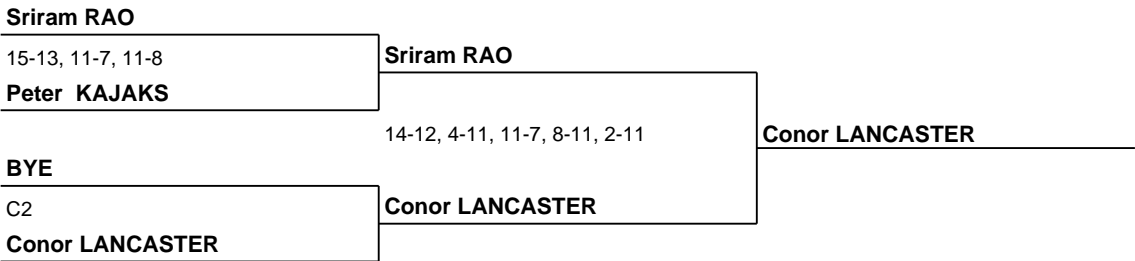 Sriram RAO
15-13, 11-7, 11-8
Sriram RAO
Peter KAJAKS
14-12, 4-11, 11-7, 8-11, 2-11
Conor LANCASTER
BYE
C2
Conor LANCASTER
Conor LANCASTER